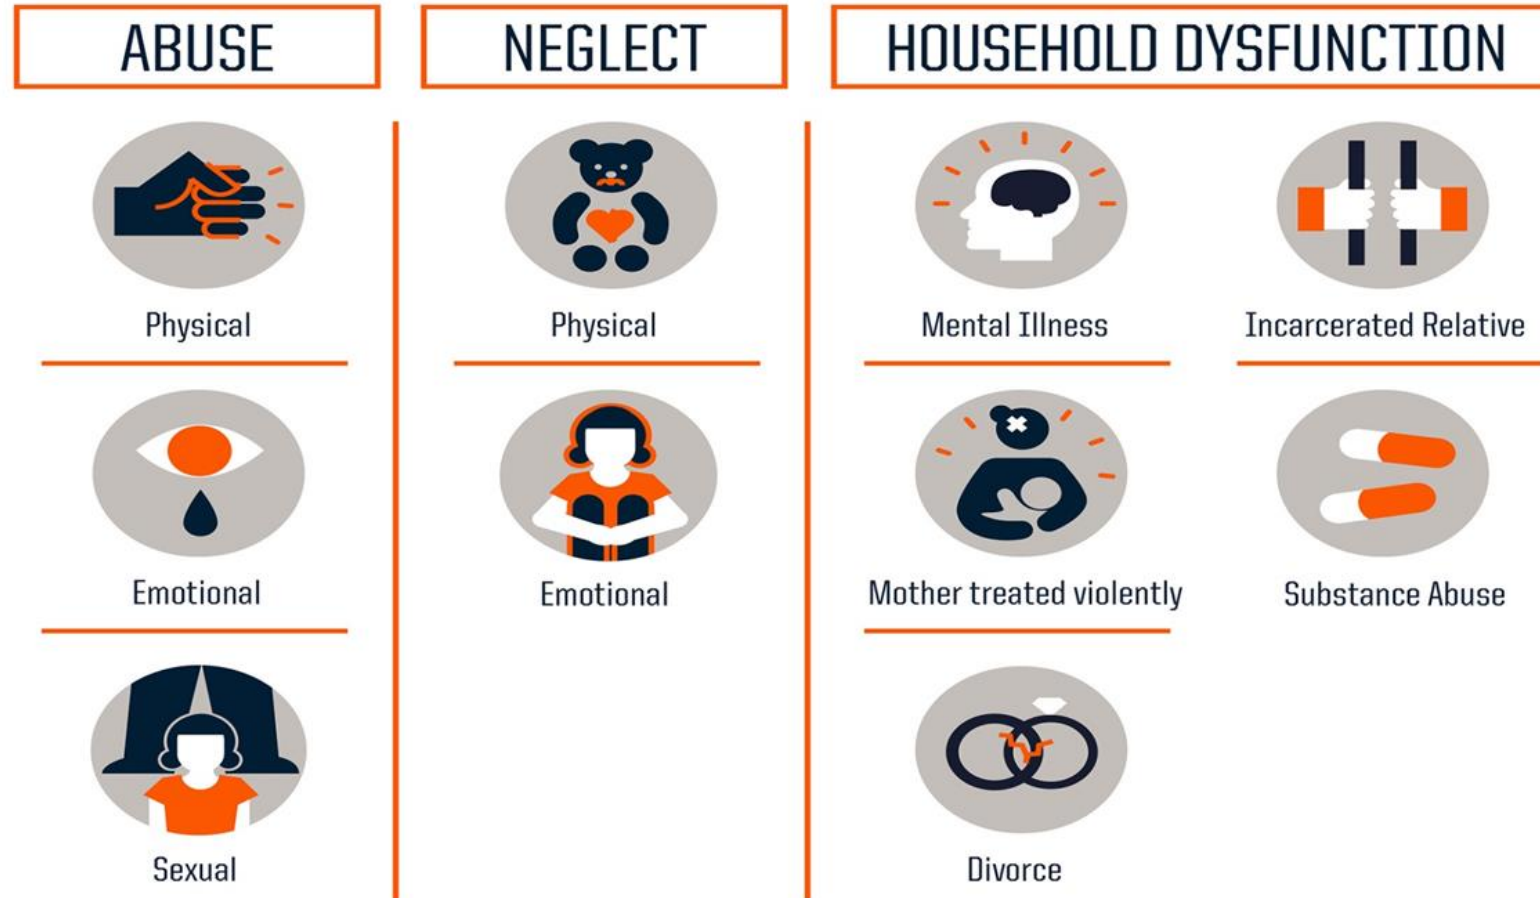 ABUSE
Physical
Emotional
Sexual
NEGLECT
Physical
Emotional
HOUSEHOLD DYSFUNCTION
Mental Illness
Incarcerated Relative
Mother treated violently
Substance Abuse
Divorce